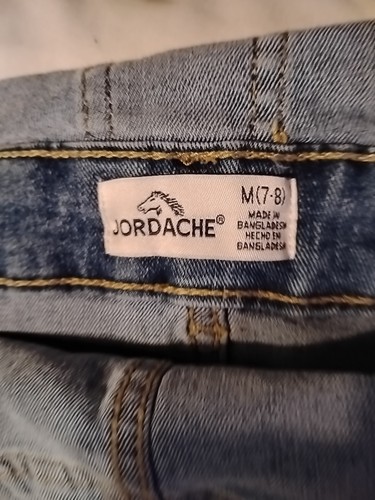 JORDACHE®
M(7-8)
MADE IN
BANGLADESH
HECHO EN
BANGLADESH